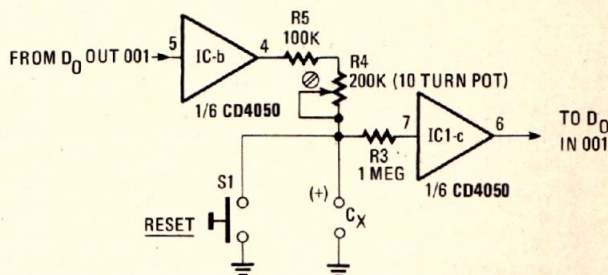 FROM D0 OUT 001
5
IC-b
4
1/6 CD4050
R5
100K
R4
200K (10 TURN POT)
7
IC1-c
6
TO D0
IN 001
R3
1 MEG
1/6 CD4050
S1
RESET
(+)
CX